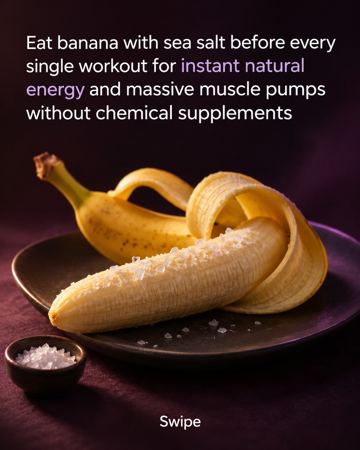 Eat banana with sea salt before every
single workout for instant natural
energy and massive muscle pumps
without chemical supplements
Swipe